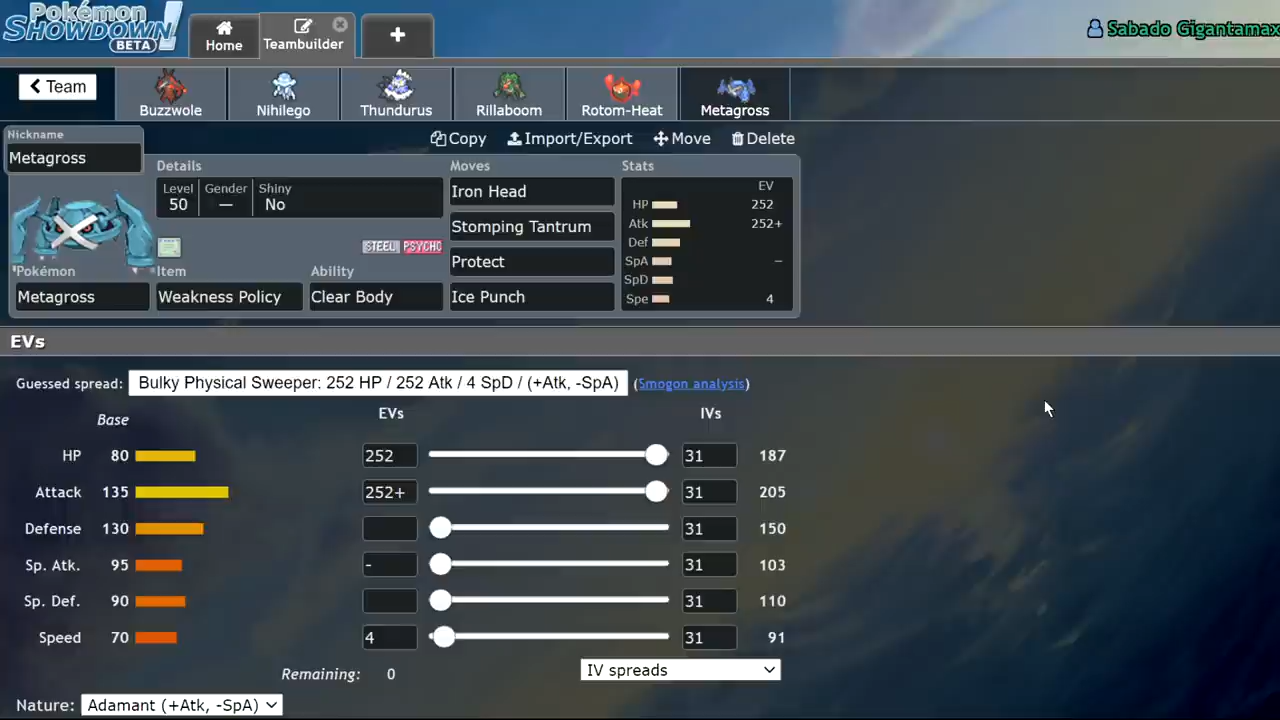 Pokémon
SHOWDOWN!
BETA
Home
Teambuilder
+
Sabado Gigantamax
Team
Buzzwole
Nihilego
Thundurus
Rillaboom
Rotom-Heat
Metagross
Copy
Import/Export
Move
Delete
Nickname
Metagross
Details
Level
50
Gender
—
Shiny
No
STEEL
PSYCHC
Pokémon
Metagross
Item
Weakness Policy
Ability
Clear Body
Moves
Iron Head
Stomping Tantrum
Protect
Ice Punch
Stats
EV
HP 252
Atk 252+
Def
SpA –
SpD
Spe 4
EVs
Guessed spread: Bulky Physical Sweeper: 252 HP / 252 Atk / 4 SpD / (+Atk, -SpA) (Smogon analysis)
Base EVs IVs
HP 80 252 31 187
Attack 135 252+ 31 205
Defense 130 31 150
Sp. Atk. 95 - 31 103
Sp. Def. 90 31 110
Speed 70 4 31 91
Remaining: 0 IV spreads
Nature: Adamant (+Atk, -SpA)